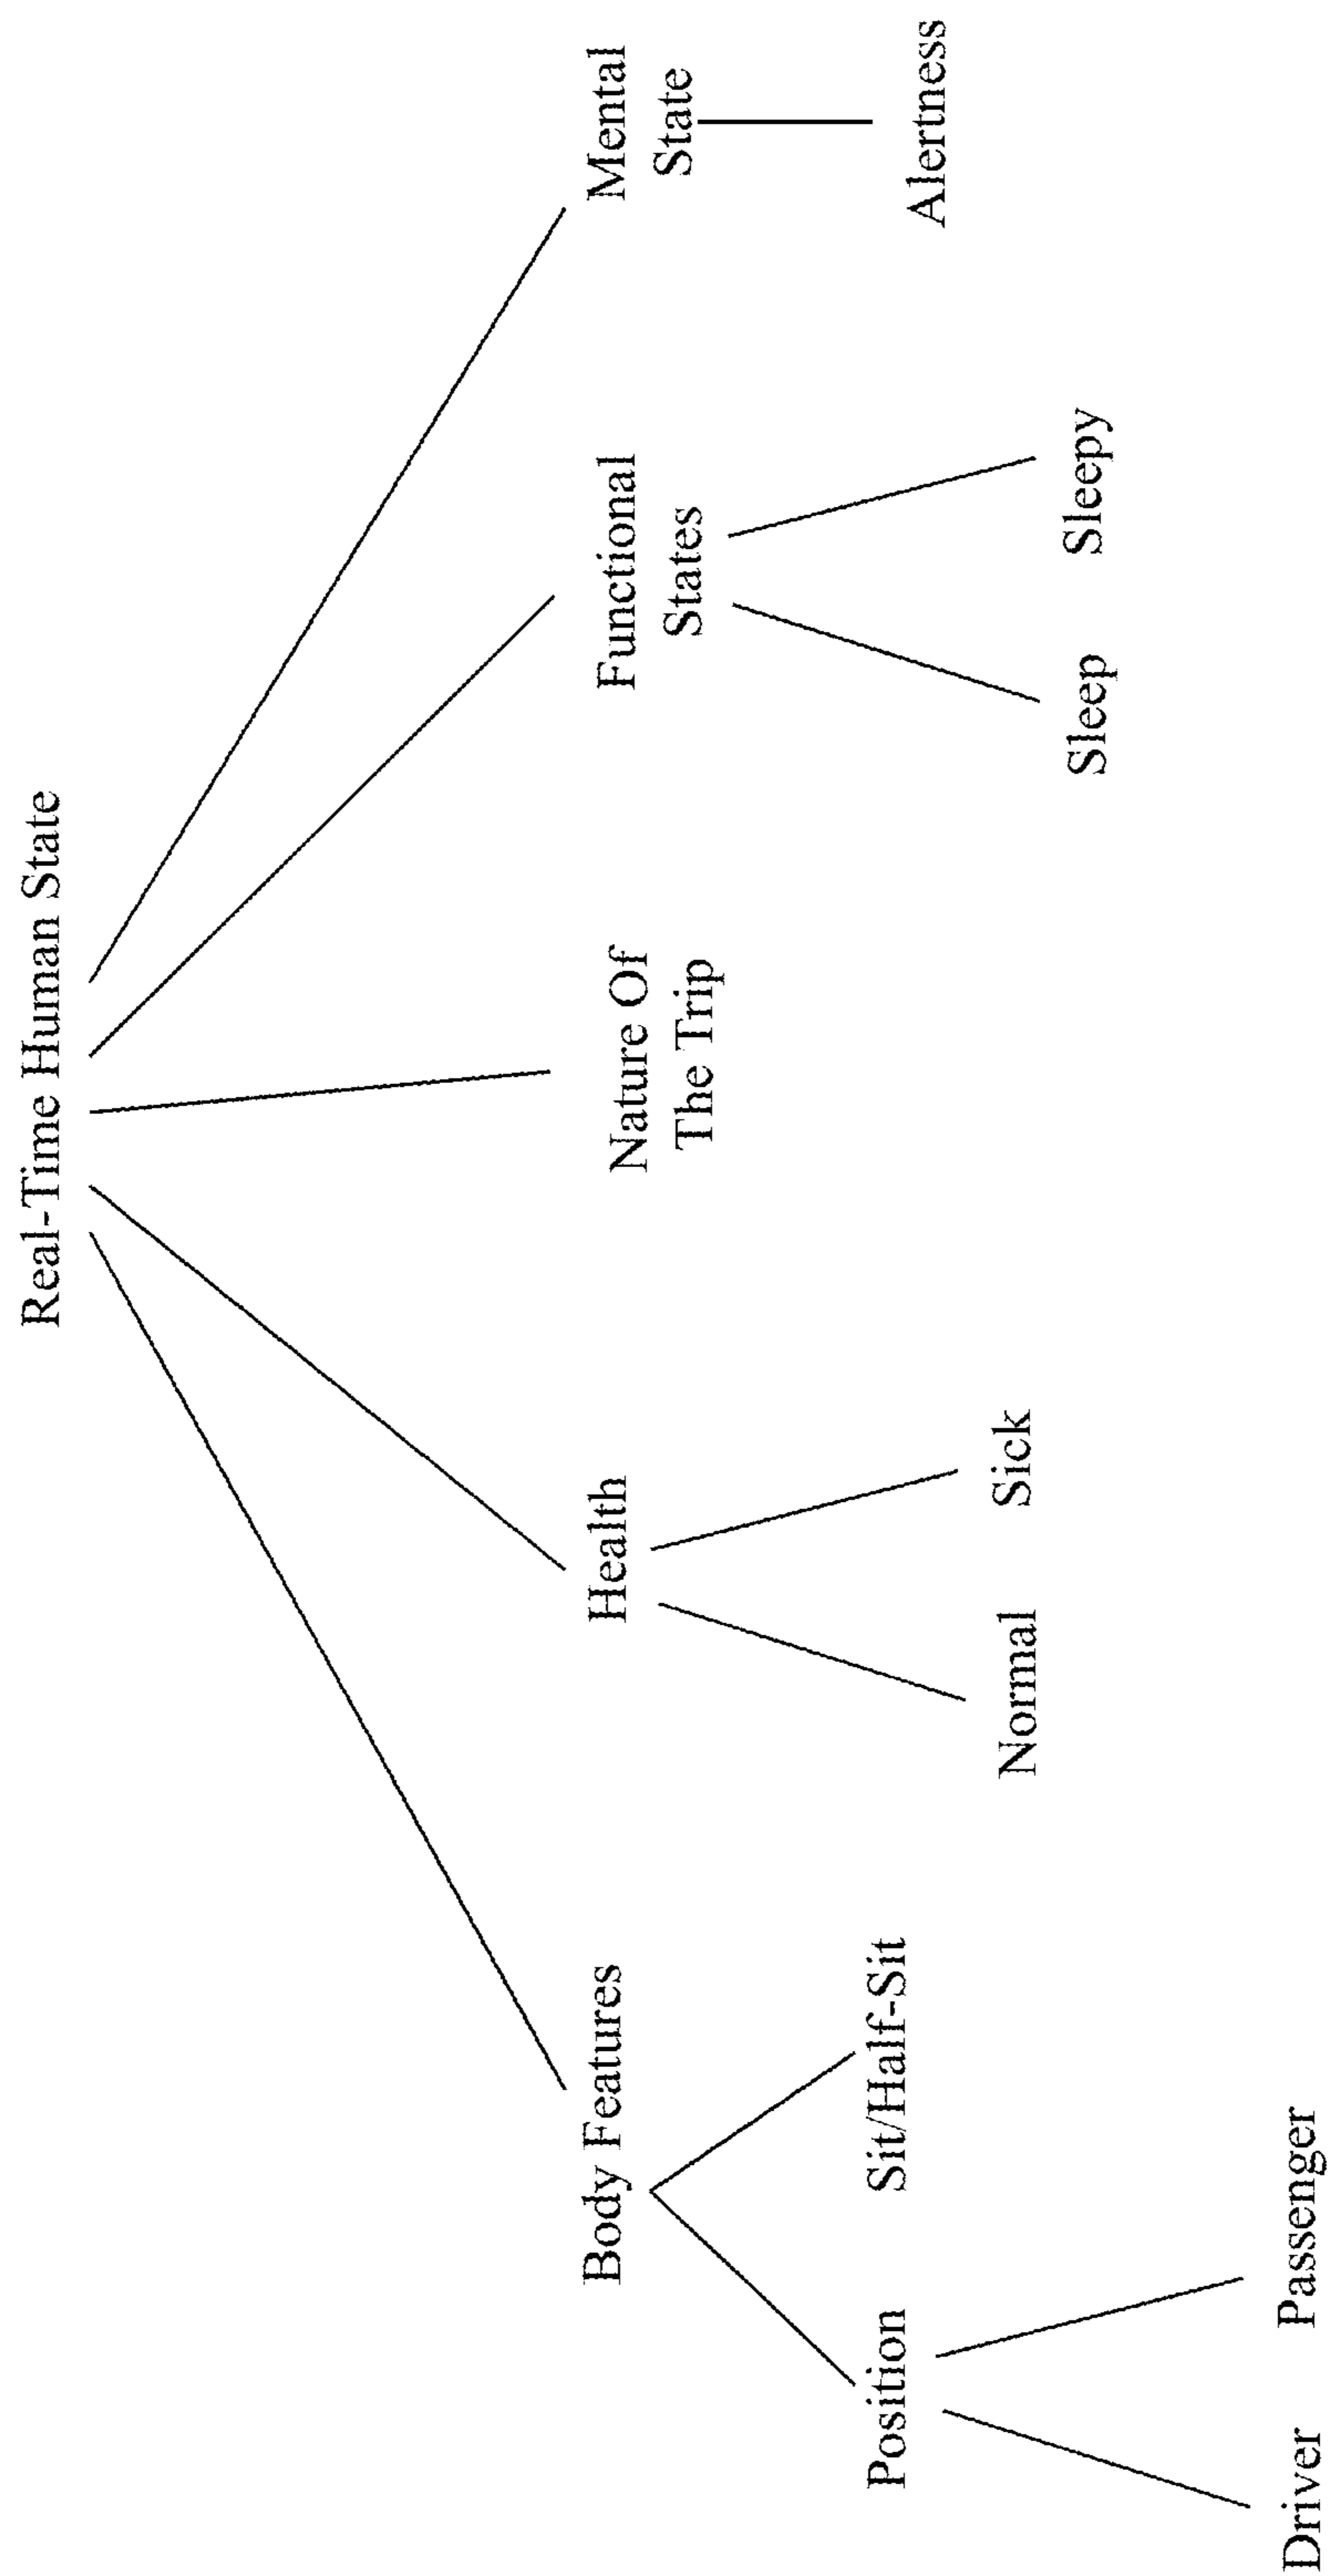 Real-Time Human State
Body Features
Health
Nature Of
The Trip
Functional
States
Mental
State
Position
Sit/Half-Sit
Normal
Sick
Sleep
Sleepy
Alertness
Driver
Passenger